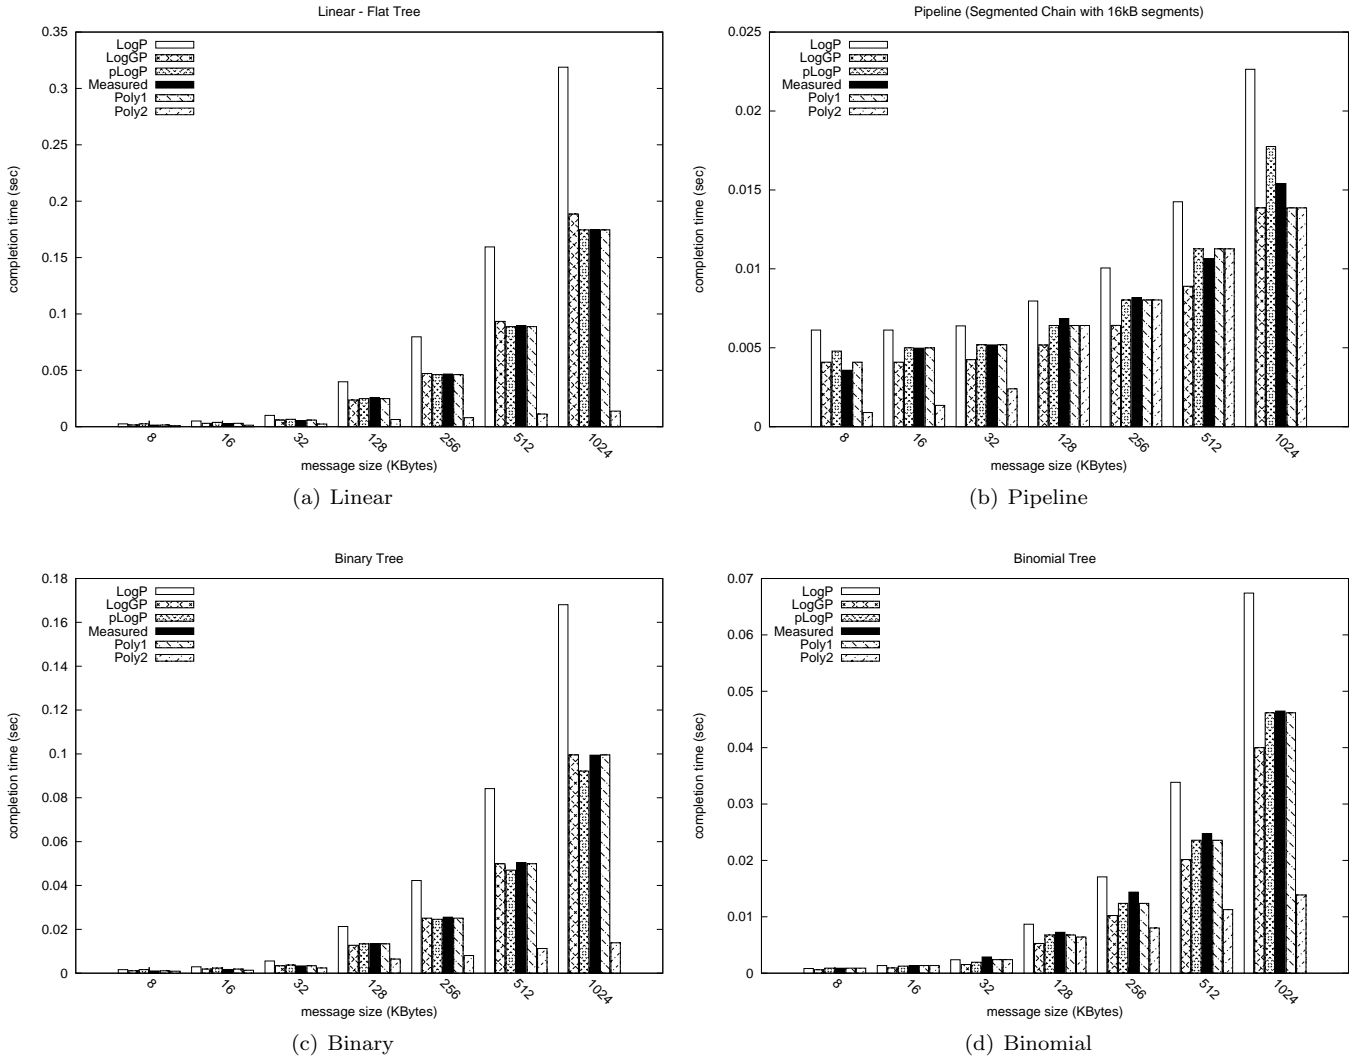 Linear - Flat Tree
completion time (sec)
0.35
0.3
0.25
0.2
0.15
0.1
0.05
0
LogP
LogGP
pLogP
Measured
Poly1
Poly2
8 16 32 128 256 512 1024
message size (KBytes)
(a) Linear
Pipeline (Segmented Chain with 16kB segments)
completion time (sec)
0.025
0.02
0.015
0.01
0.005
0
LogP
LogGP
pLogP
Measured
Poly1
Poly2
8 16 32 128 256 512 1024
message size (KBytes)
(b) Pipeline
Binary Tree
completion time (sec)
0.18
0.16
0.14
0.12
0.1
0.08
0.06
0.04
0.02
0
LogP
LogGP
pLogP
Measured
Poly1
Poly2
8 16 32 128 256 512 1024
message size (KBytes)
(c) Binary
Binomial Tree
completion time (sec)
0.07
0.06
0.05
0.04
0.03
0.02
0.01
0
LogP
LogGP
pLogP
Measured
Poly1
Poly2
8 16 32 128 256 512 1024
message size (KBytes)
(d) Binomial